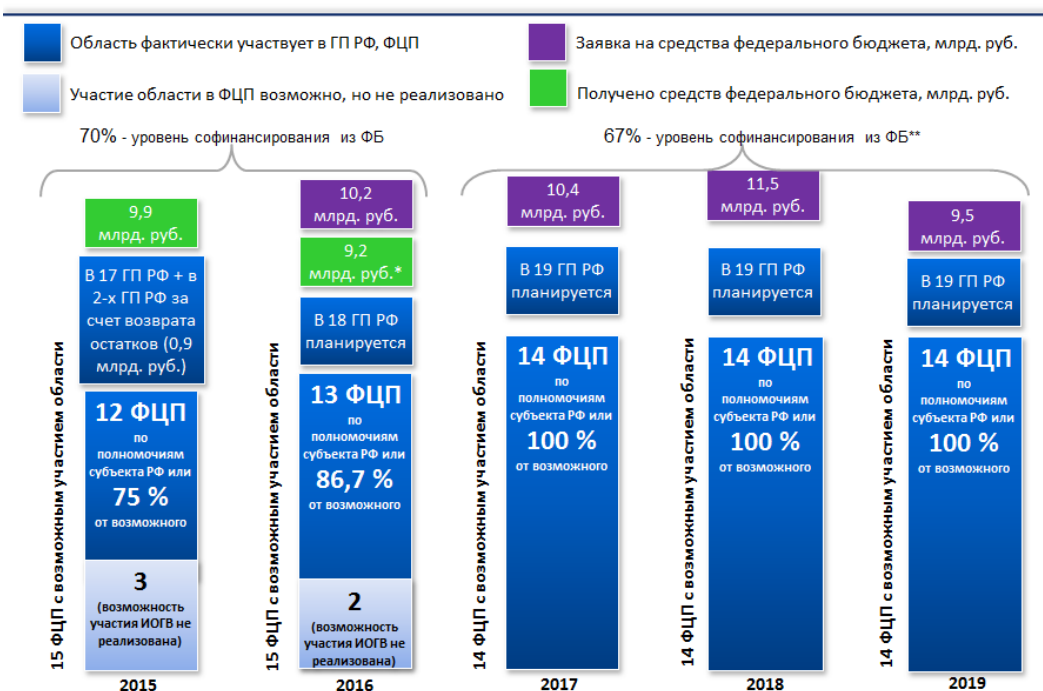 Область фактически участвует в ГП РФ, ФЦП
Заявка на средства федерального бюджета, млрд. руб.
Участие области в ФЦП возможно, но не реализовано
Получено средств федерального бюджета, млрд. руб.
70% - уровень софинансирования из ФБ
67% - уровень софинансирования из ФБ**
15 ФЦП с возможным участием области
9,9
млрд. руб.
В 17 ГП РФ + в
2-х ГП РФ за
счет возврата
остатков (0,9
млрд. руб.)
12 ФЦП
по
полномочиям
субъекта РФ или
75 %
от возможного
3
(возможность
участия ИОГВ не
реализована)
2015
15 ФЦП с возможным участием области
10,2
млрд. руб.
9,2
млрд. руб.*
В 18 ГП РФ
планируется
13 ФЦП
по
полномочиям
субъекта РФ или
86,7 %
от возможного
2
(возможность
участия ИОГВ не
реализована)
2016
14 ФЦП с возможным участием области
10,4
млрд. руб.
В 19 ГП РФ
планируется
14 ФЦП
по
полномочиям
субъекта РФ или
100 %
от возможного
2017
14 ФЦП с возможным участием области
11,5
млрд. руб.
В 19 ГП РФ
планируется
14 ФЦП
по
полномочиям
субъекта РФ или
100 %
от возможного
2018
14 ФЦП с возможным участием области
9,5
млрд. руб.
В 19 ГП РФ
планируется
14 ФЦП
по
полномочиям
субъекта РФ или
100 %
от возможного
2019